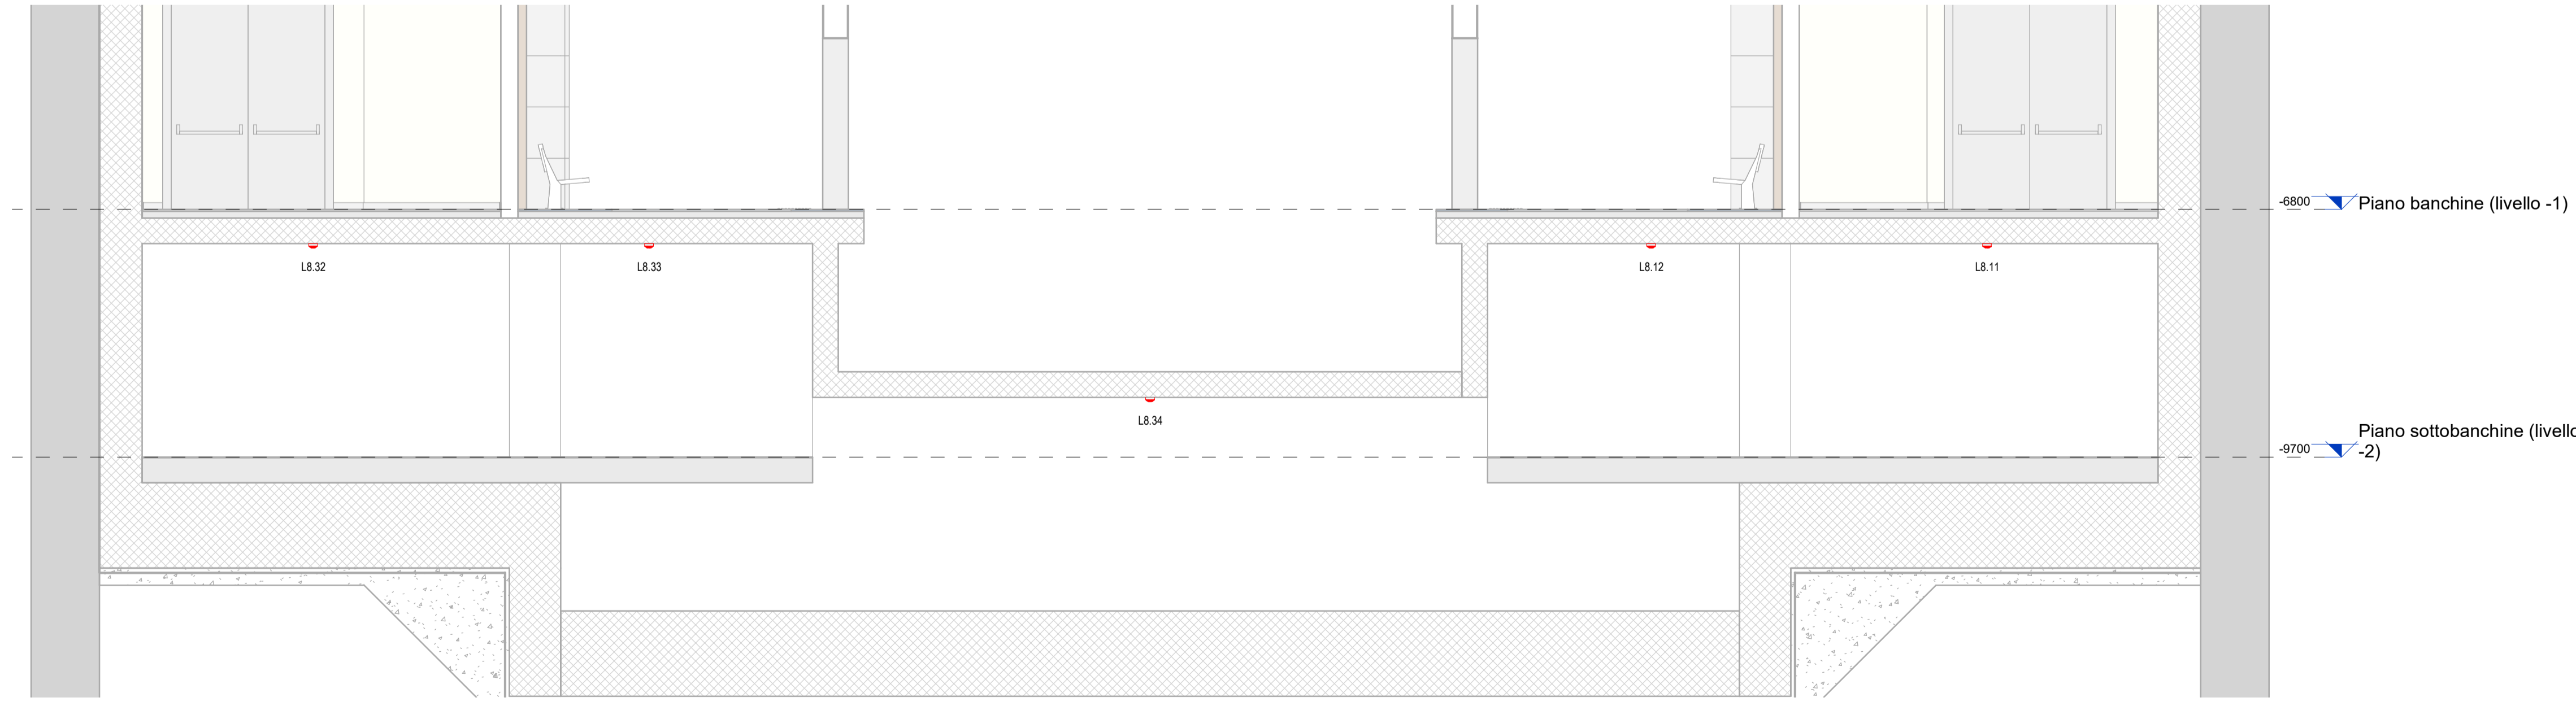 -6800 Piano banchine (livello -1)
L8.32 L8.33 L8.12 L8.11
L8.34
Piano sottobanchine (livello
-9700 -2)